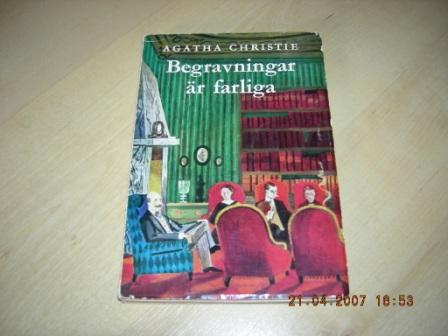 AGATHA CHRISTIE
Begravningar
är farliga
21.04.2007 16:53